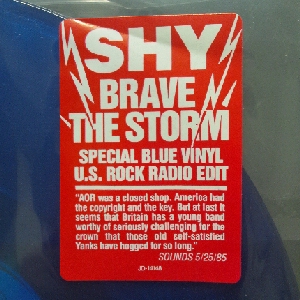 SHY
BRAVE
THE STORM
SPECIAL BLUE VINYL
U.S. ROCK RADIO EDIT
"AOR was a closed shop. America had
the copyright and the key. But at last it
seems that Britain has a young band
worthy of seriously challenging for the
crown that those old self-satisfied
Yanks have hogged for so long."
SOUNDS 5/25/85